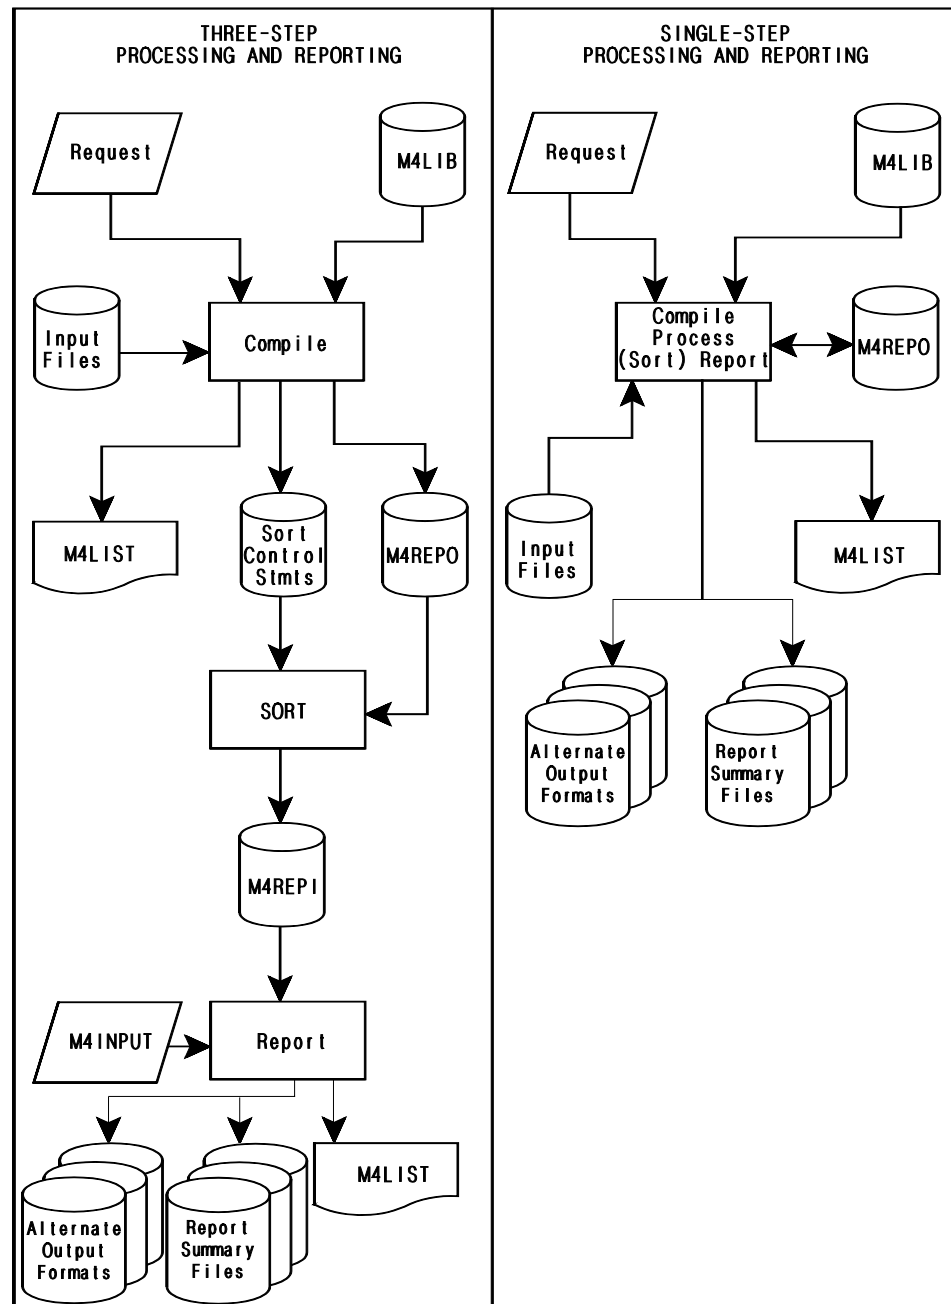 THREE-STEP
PROCESSING AND REPORTING
Request
M4LIB
Input
Files
Compile
M4LIST
Sort
Control
Stmts
M4REPO
SORT
M4REPI
M4INPUT
Report
Alternate
Output
Formats
Report
Summary
Files
M4LIST
SINGLE-STEP
PROCESSING AND REPORTING
Request
M4LIB
Compile
Process
(Sort) Report
M4REPO
Input
Files
M4LIST
Alternate
Output
Formats
Report
Summary
Files